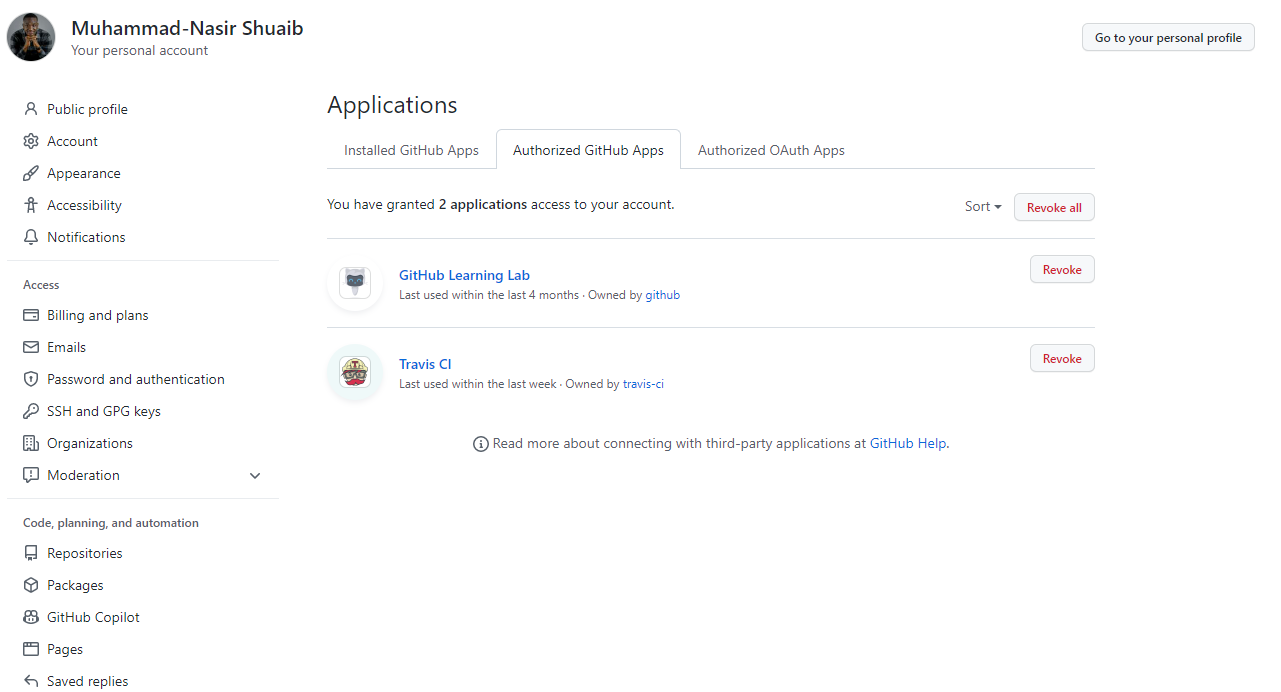 Muhammad-Nasir Shuaib
Your personal account
Go to your personal profile
Public profile
Account
Appearance
Accessibility
Notifications
Access
Billing and plans
Emails
Password and authentication
SSH and GPG keys
Organizations
Moderation
Code, planning, and automation
Repositories
Packages
GitHub Copilot
Pages
Saved replies
Applications
Installed GitHub Apps
Authorized GitHub Apps
Authorized OAuth Apps
You have granted 2 applications access to your account.
Sort
Revoke all
GitHub Learning Lab
Last used within the last 4 months · Owned by github
Revoke
Travis CI
Last used within the last week · Owned by travis-ci
Revoke
Read more about connecting with third-party applications at GitHub Help.